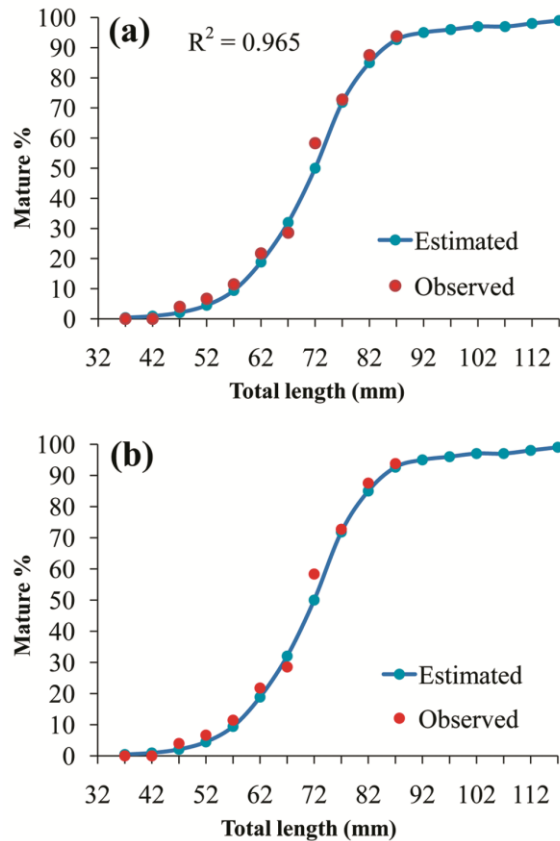 (a)
R² = 0.965
100
90
80
70
60
50
40
30
20
10
0
Mature %
Estimated
Observed
32 42 52 62 72 82 92 102 112
Total length (mm)
(b)
100
90
80
70
60
50
40
30
20
10
0
Mature %
Estimated
Observed
32 42 52 62 72 82 92 102 112
Total length (mm)